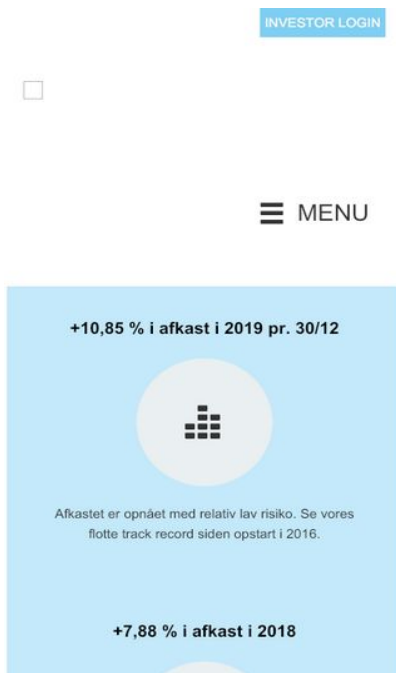 INVESTOR LOGIN
MENU
+10,85 % i afkast i 2019 pr. 30/12
Afkastet er opnået med relativ lav risiko. Se vores
flotte track record siden opstart i 2016.
+7,88 % i afkast i 2018